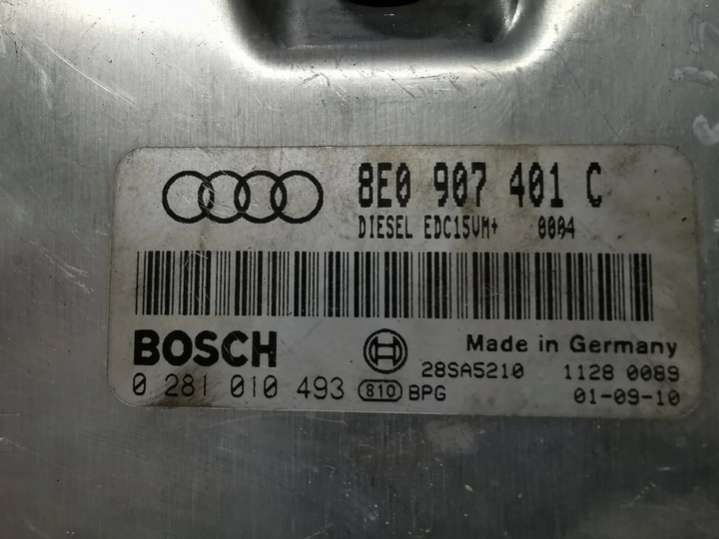 8E0 907 401 C
DIESEL EDC15VM+ 0004
BOSCH
Made in Germany
28SA5210 1128 0089
0 281 010 493 810 BPG 01-09-10